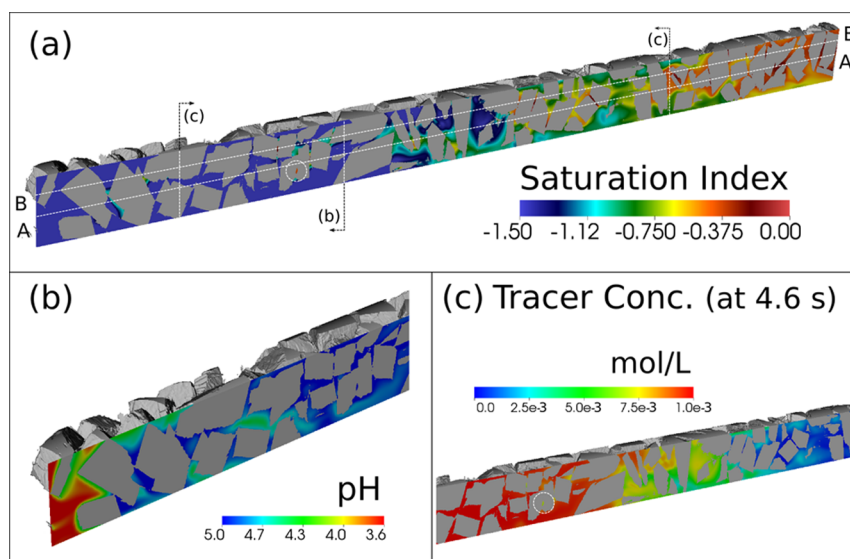 (a)
(c)
B
A
(c)
B
A
(b)
Saturation Index
-1.50 -1.12 -0.750 -0.375 0.00
(b)
pH
5.0 4.7 4.3 4.0 3.6
(c) Tracer Conc. (at 4.6 s)
mol/L
0.0 2.5e-3 5.0e-3 7.5e-3 1.0e-3